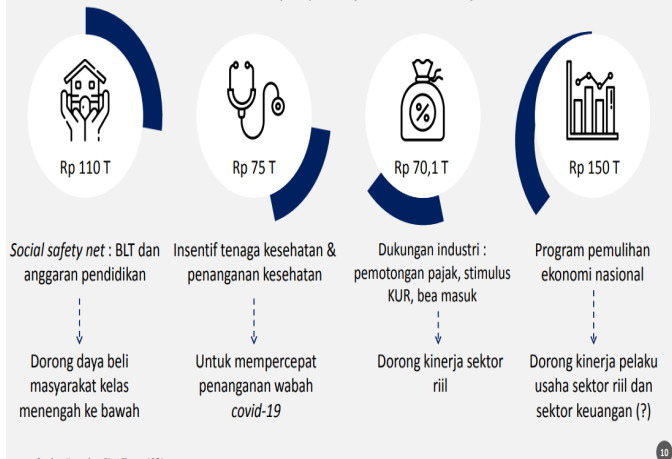 Rp 110 T
Rp 75 T
%
Rp 70,1 T
Rp 150 T
Social safety net : BLT dan
anggaran pendidikan
Insentif tenaga kesehatan &
penanganan kesehatan
Dukungan industri :
pemotongan pajak, stimulus
KUR, bea masuk
Program pemulihan
ekonomi nasional
Dorong daya beli
masyarakat kelas
menengah ke bawah
Untuk mempercepat
penanganan wabah
covid-19
Dorong kinerja sektor
riil
Dorong kinerja pelaku
usaha sektor riil dan
sektor keuangan (?)
10